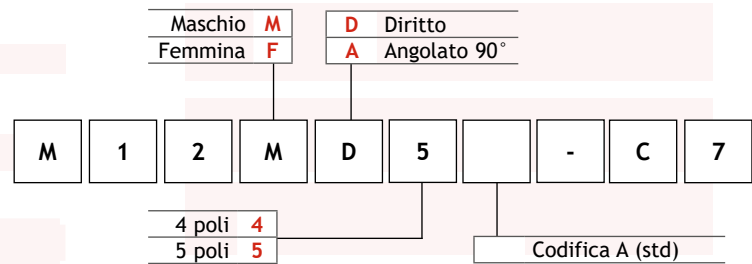 Maschio M
Femmina F
D Diritto
A Angolato 90°
M 1 2 M D 5 - C 7
4 poli 4
5 poli 5
Codifica A (std)